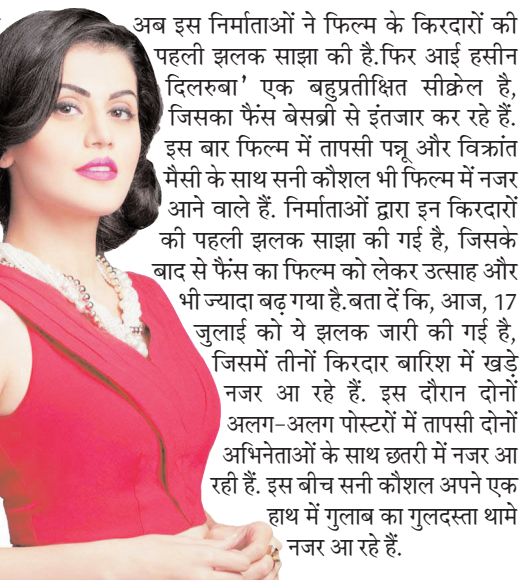 अब इस निर्माताओं ने फिल्म के किरदारों की
पहली झलक साझा की है.फिर आई हसीन
दिलरुबा' एक बहुप्रतीक्षित सीक्वेल है,
जिसका फैंस बेसब्री से इंतजार कर रहे हैं.
इस बार फिल्म में तापसी पन्नू और विक्रांत
मैसी के साथ सनी कौशल भी फिल्म में नजर
आने वाले हैं. निर्माताओं द्वारा इन किरदारों
की पहली झलक साझा की गई है, जिसके
बाद से फैंस का फिल्म को लेकर उत्साह और
भी ज्यादा बढ़ गया है.बता दें कि, आज, 17
जुलाई को ये झलक जारी की गई है,
जिसमें तीनों किरदार बारिश में खड़े
नजर आ रहे हैं. इस दौरान दोनों
अलग-अलग पोस्टरों में तापसी दोनों
अभिनेताओं के साथ छतरी में नजर आ
रही हैं. इस बीच सनी कौशल अपने एक
हाथ में गुलाब का गुलदस्ता थामे
नजर आ रहे हैं.